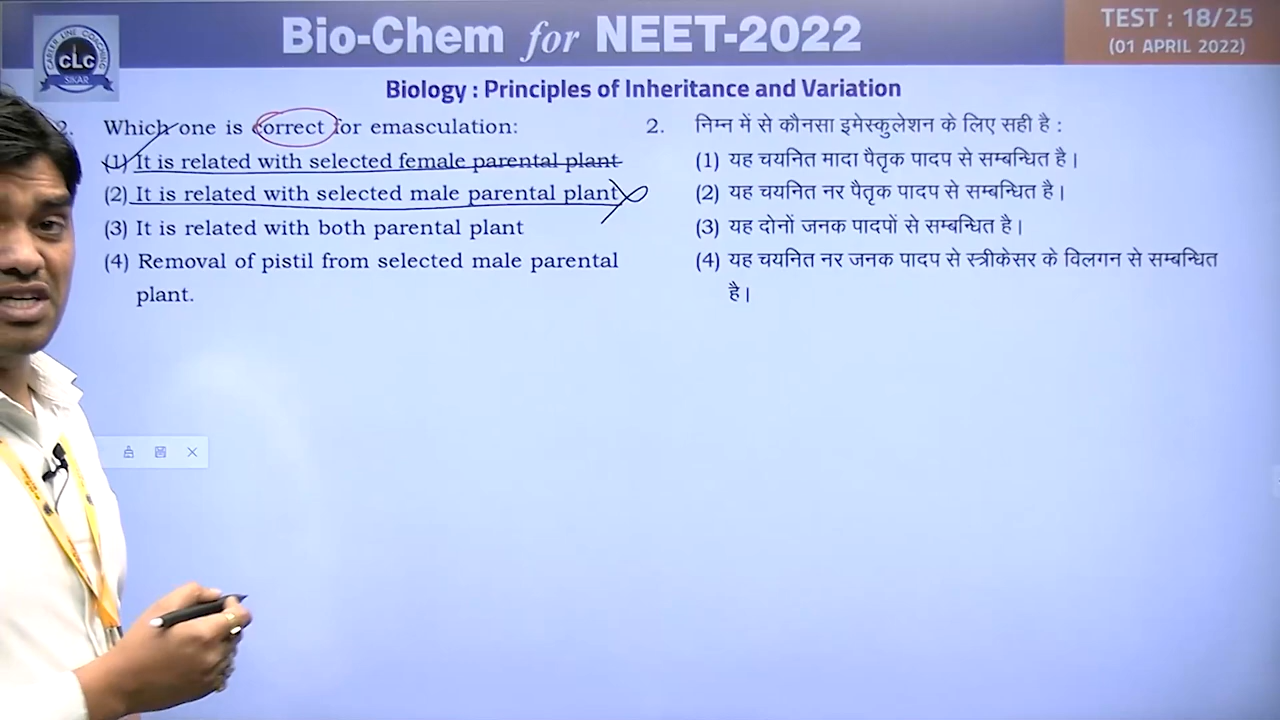 CAREER LINE COACHING
CLC
SIKAR
Bio-Chem for NEET-2022
TEST : 18/25
(01 APRIL 2022)
Biology : Principles of Inheritance and Variation
2. Which one is correct for emasculation:
(1) It is related with selected female parental plant
(2) It is related with selected male parental plant
(3) It is related with both parental plant
(4) Removal of pistil from selected male parental
plant.
2. निम्न में से कौनसा इमेस्कुलेशन के लिए सही है :
(1) यह चयनित मादा पैतृक पादप से सम्बन्धित है।
(2) यह चयनित नर पैतृक पादप से सम्बन्धित है।
(3) यह दोनों जनक पादपों से सम्बन्धित है।
(4) यह चयनित नर जनक पादप से स्त्रीकेसर के विलगन से सम्बन्धित
है।